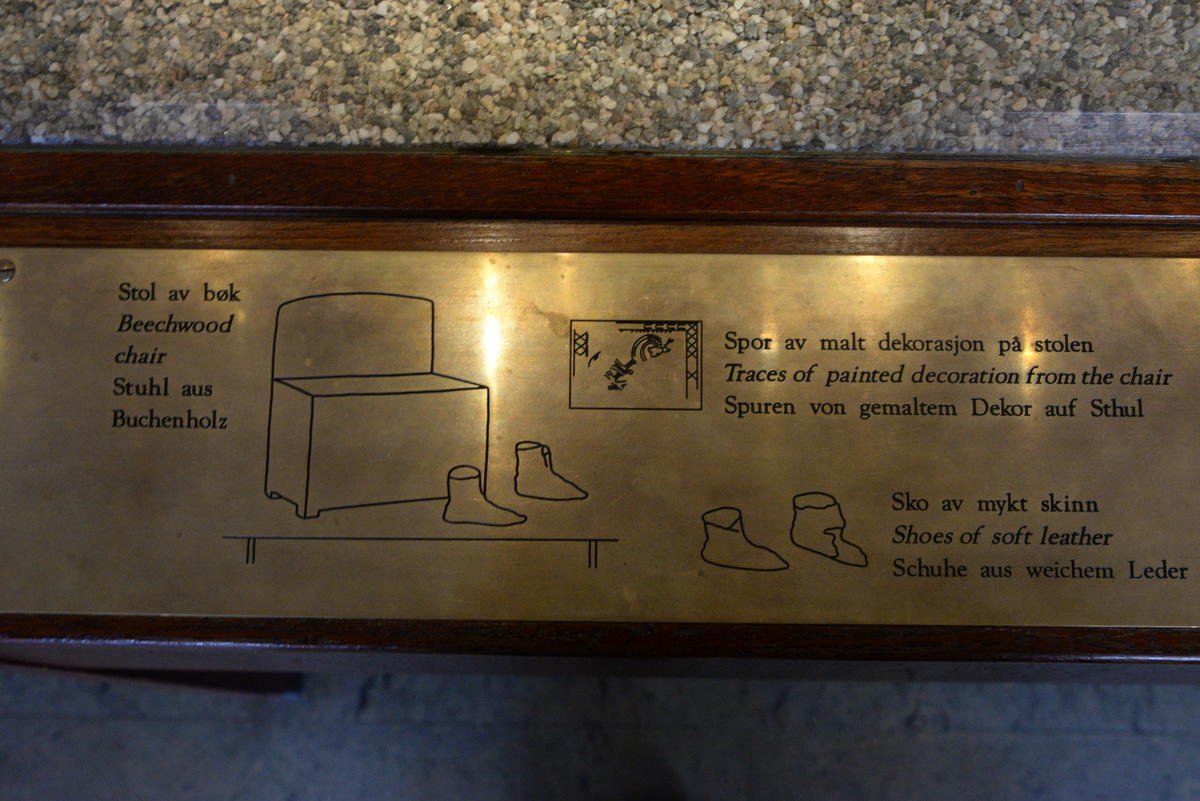 Stol av bøk
Beechwood
chair
Stuhl aus
Buchenholz
Spor av malt dekorasjon på stolen
Traces of painted decoration from the chair
Spuren von gemaltem Dekor auf Sthul
Sko av mykt skinn
Shoes of soft leather
Schuhe aus weichem Leder